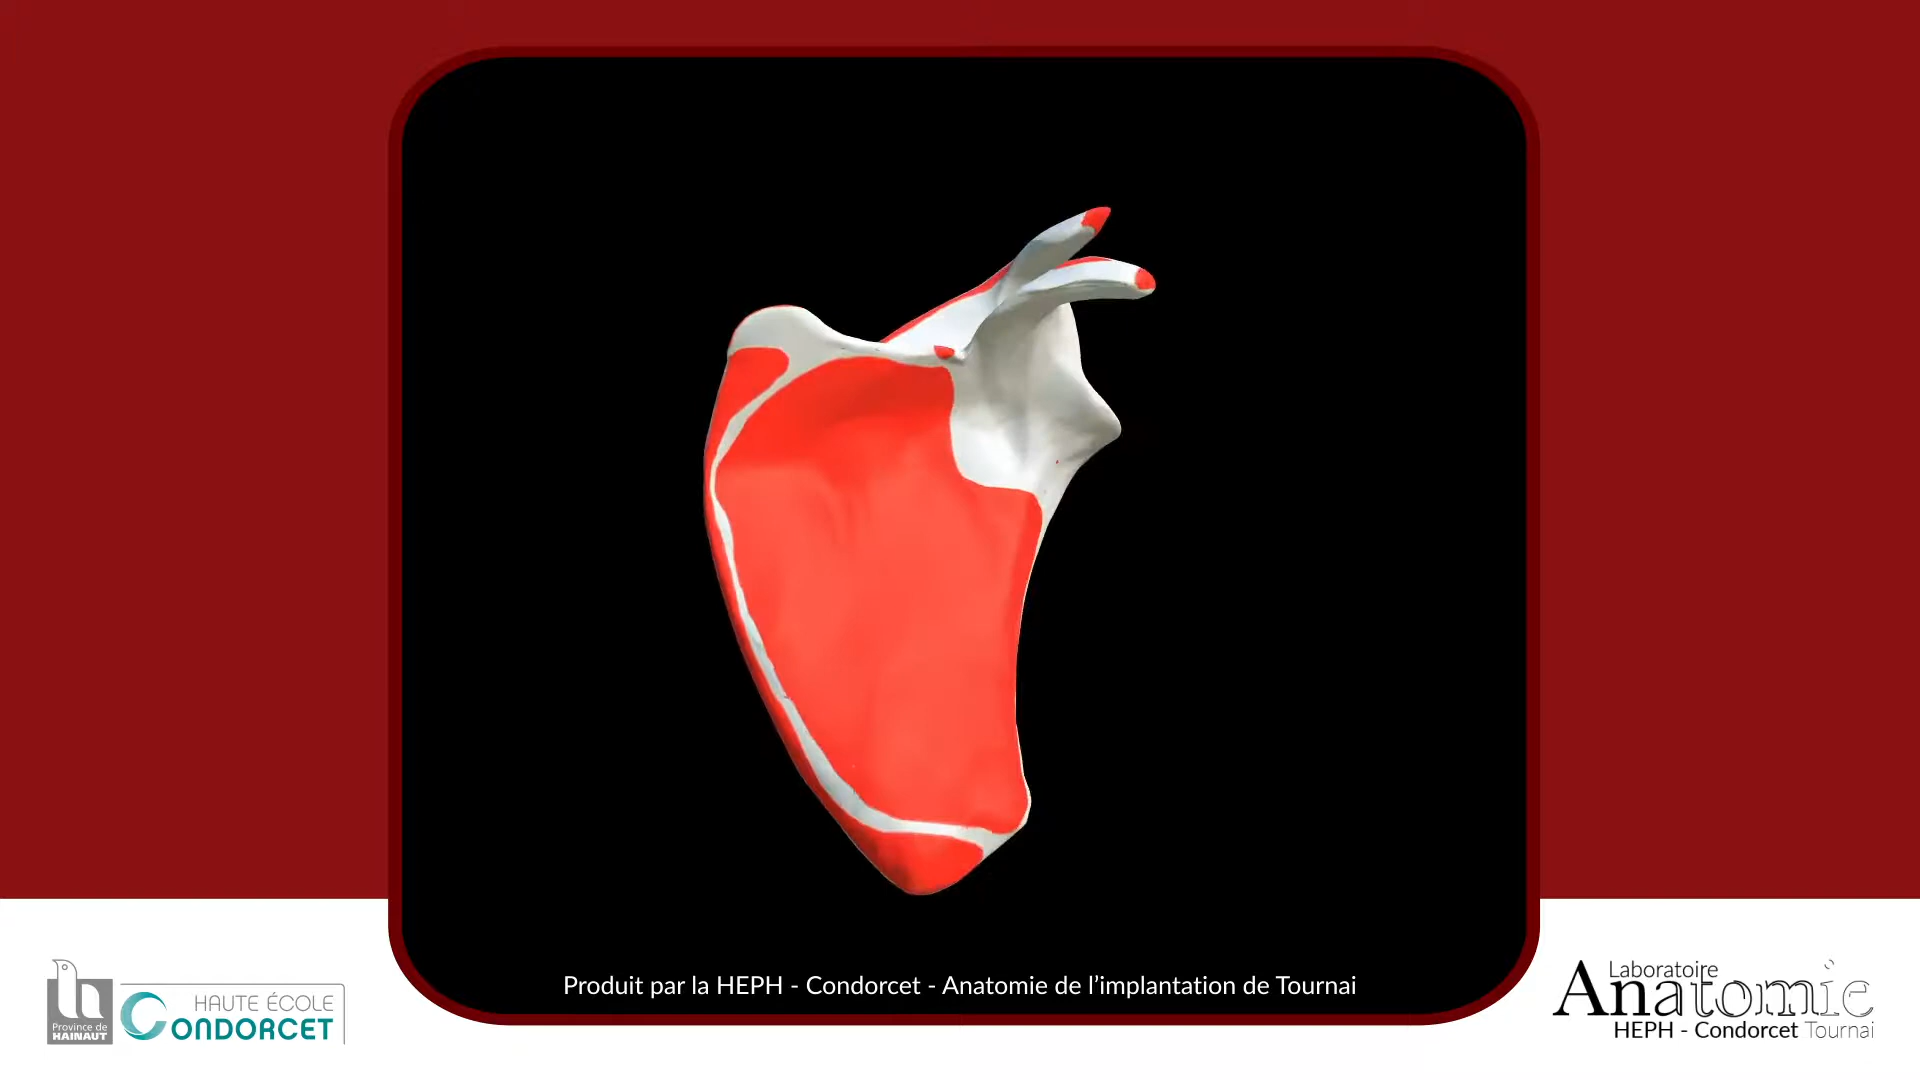 Produit par la HEPH - Condorcet - Anatomie de l’implantation de Tournai
Province de
HAINAUT
HAUTE ÉCOLE
CONDORCET
Laboratoire
Anatomie
HEPH - Condorcet Tournai